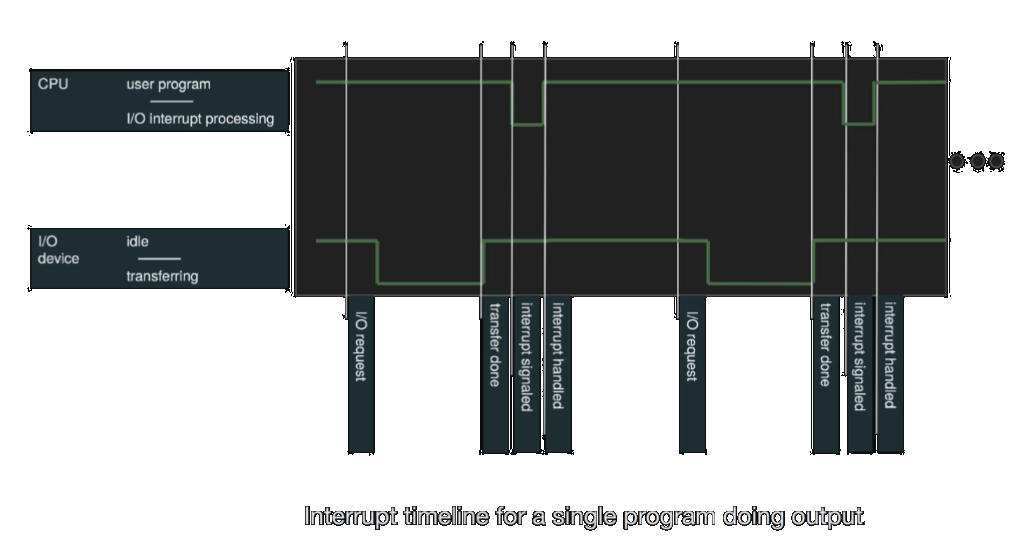 CPU
user program
I/O interrupt processing
I/O
device
idle
transferring
I/O request
transfer done
interrupt signaled
interrupt handled
I/O request
transfer done
interrupt signaled
interrupt handled
Interrupt timeline for a single program doing output